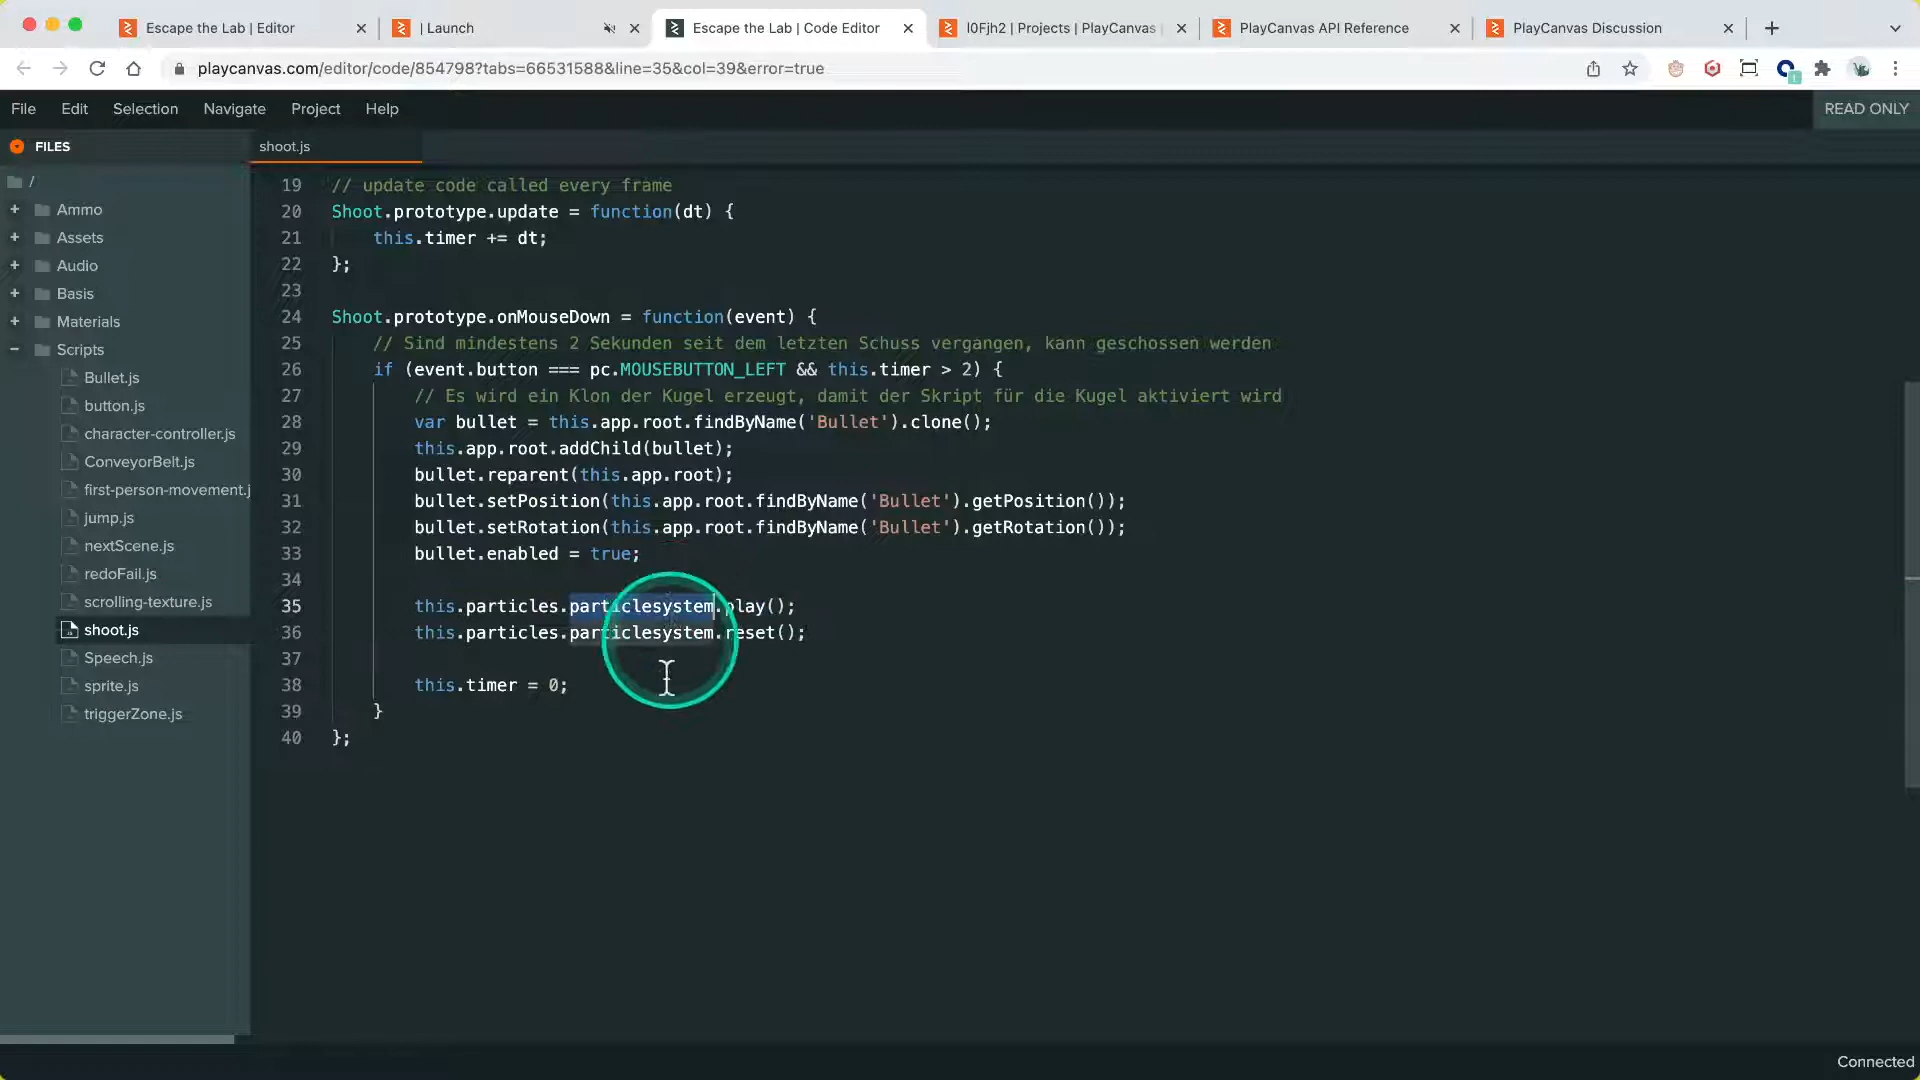 Escape the Lab | Editor
| Launch
Escape the Lab | Code Editor
l0Fjh2 | Projects | PlayCanvas
PlayCanvas API Reference
PlayCanvas Discussion
playcanvas.com/editor/code/854798?tabs=66531588&line=35&col=39&error=true
File Edit Selection Navigate Project Help
READ ONLY
FILES
shoot.js
/
Ammo
Assets
Audio
Basis
Materials
Scripts
Bullet.js
button.js
character-controller.js
ConveyorBelt.js
first-person-movement.j
jump.js
nextScene.js
redoFail.js
scrolling-texture.js
shoot.js
Speech.js
sprite.js
triggerZone.js
19 // update code called every frame
20 Shoot.prototype.update = function(dt) {
21 this.timer += dt;
22 };
23
24 Shoot.prototype.onMouseDown = function(event) {
25 // Sind mindestens 2 Sekunden seit dem letzten Schuss vergangen, kann geschossen werden
26 if (event.button === pc.MOUSEBUTTON_LEFT && this.timer > 2) {
27 // Es wird ein Klon der Kugel erzeugt, damit der Skript für die Kugel aktiviert wird
28 var bullet = this.app.root.findByName('Bullet').clone();
29 this.app.root.addChild(bullet);
30 bullet.reparent(this.app.root);
31 bullet.setPosition(this.app.root.findByName('Bullet').getPosition());
32 bullet.setRotation(this.app.root.findByName('Bullet').getRotation());
33 bullet.enabled = true;
34
35 this.particles.particlesystem.play();
36 this.particles.particlesystem.reset();
37
38 this.timer = 0;
39 }
40 };
Connected